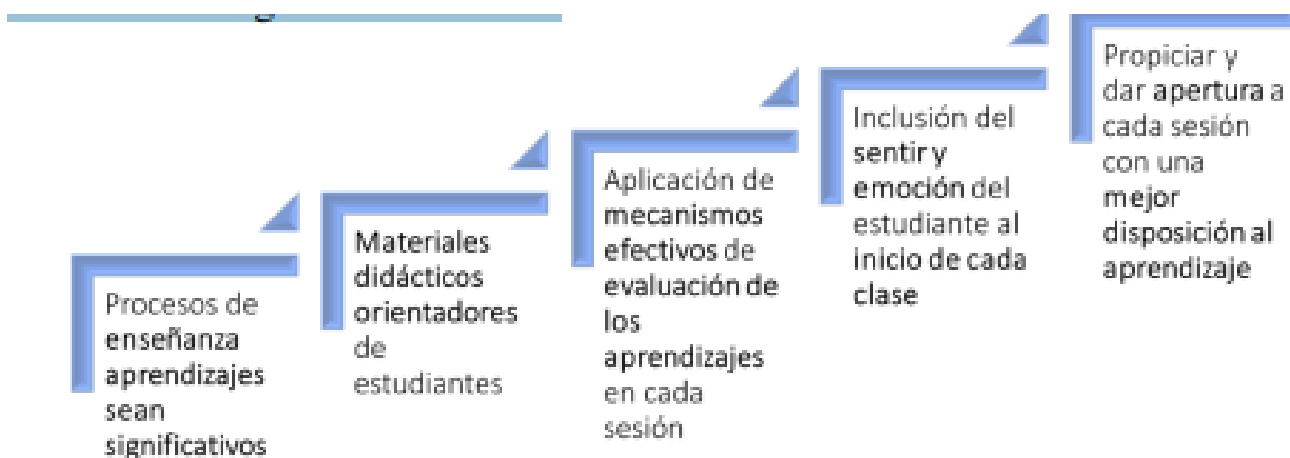 Procesos de
enseñanza
aprendizajes
sean
significativos
Materiales
didácticos
orientadores
de
estudiantes
Aplicación de
mecanismos
efectivos de
evaluación de
los
aprendizajes
en cada
sesión
Inclusión del
sentir y
emoción del
estudiante al
inicio de cada
clase
Propiciar y
dar apertura a
cada sesión
con una
mejor
disposición al
aprendizaje